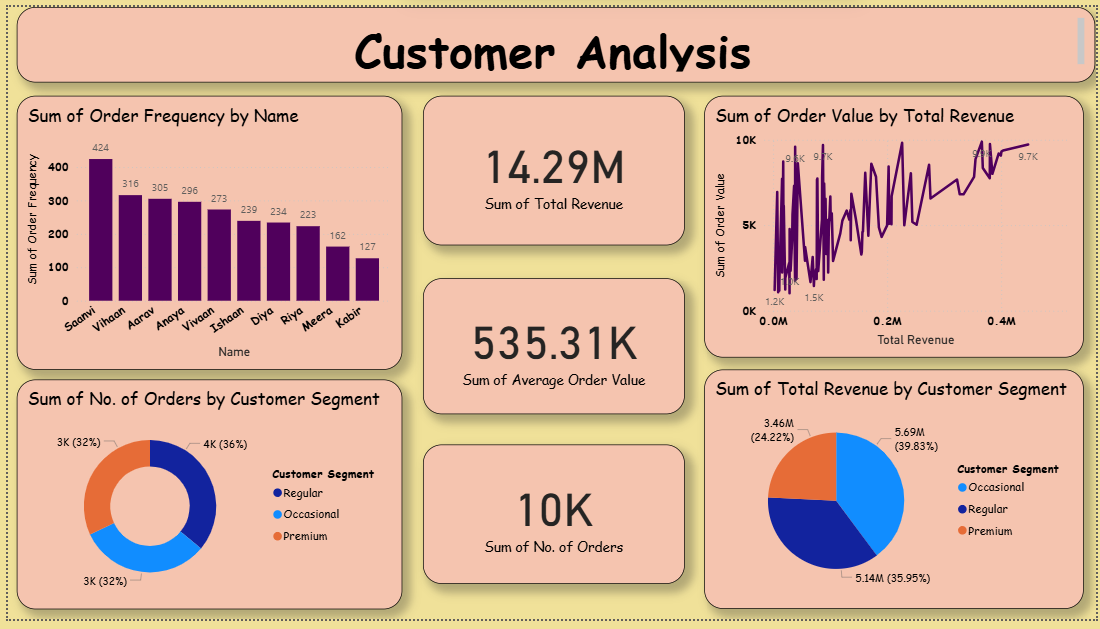 Customer Analysis
Sum of Order Frequency by Name
Sum of Order Frequency
400
300
200
100
0
424
316
305
296
273
239
234
223
162
127
Saanvi
Vihaan
Aarav
Anaya
Vivaan
Ishaan
Diya
Riya
Meera
Kabir
Name
14.29M
Sum of Total Revenue
535.31K
Sum of Average Order Value
10K
Sum of No. of Orders
Sum of Order Value by Total Revenue
Sum of Order Value
10K
5K
0K
9.7K
9.7K
1.2K
1.5K
0.0M
0.2M
0.4M
Total Revenue
Sum of No. of Orders by Customer Segment
3K (32%)
4K (36%)
3K (32%)
Customer Segment
Regular
Occasional
Premium
Sum of Total Revenue by Customer Segment
3.46M
(24.22%)
5.69M
(39.83%)
5.14M (35.95%)
Customer Segment
Occasional
Regular
Premium